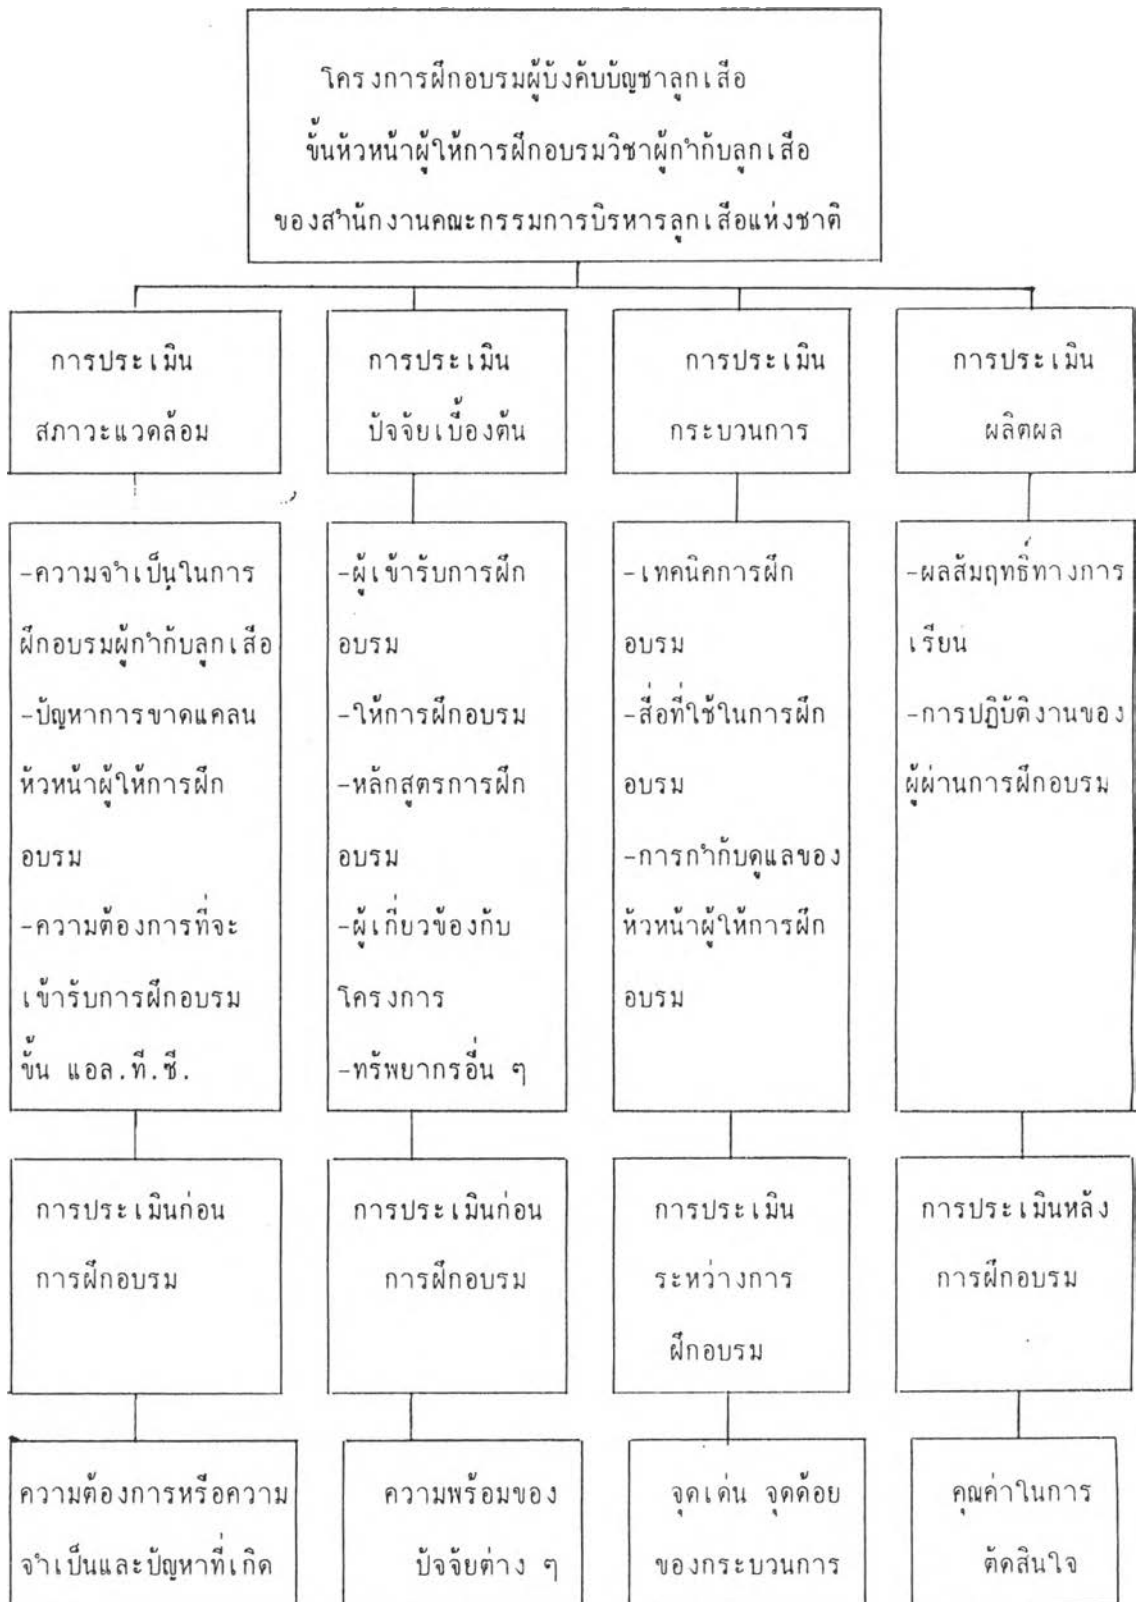 โครงการฝึกอบรมผู้บังคับบัญชาลูกเสือ
ขั้นหัวหน้าผู้ให้การฝึกอบรมวิชาผู้กำกับลูกเสือ
ของสำนักงานคณะกรรมการบริหารลูกเสือแห่งชาติ
การประเมิน
สภาวะแวดล้อม
การประเมิน
ปัจจัยเบื้องต้น
การประเมิน
กระบวนการ
การประเมิน
ผลิตผล
-ความจำเป็นในการ
ฝึกอบรมผู้กำกับลูกเสือ
-ปัญหาการขาดแคลน
หัวหน้าผู้ให้การฝึก
อบรม
-ความต้องการที่จะ
เข้ารับการฝึกอบรม
ขั้น แอล.ที.ซี.
-ผู้เข้ารับการฝึก
อบรม
-ให้การฝึกอบรม
-หลักสูตรการฝึก
อบรม
-ผู้เกี่ยวข้องกับ
โครงการ
-ทรัพยากรอื่น ๆ
-เทคนิคการฝึก
อบรม
-สื่อที่ใช้ในการฝึก
อบรม
-การกำกับดูแลของ
หัวหน้าผู้ให้การฝึก
อบรม
-ผลสัมฤทธิ์ทางการ
เรียน
-การปฏิบัติงานของ
ผู้ผ่านการฝึกอบรม
การประเมินก่อน
การฝึกอบรม
การประเมินก่อน
การฝึกอบรม
การประเมิน
ระหว่างการ
ฝึกอบรม
การประเมินหลัง
การฝึกอบรม
ความต้องการหรือความ
จำเป็นและปัญหาที่เกิด
ความพร้อมของ
ปัจจัยต่าง ๆ
จุดเด่น จุดด้อย
ของกระบวนการ
คุณค่าในการ
ตัดสินใจ